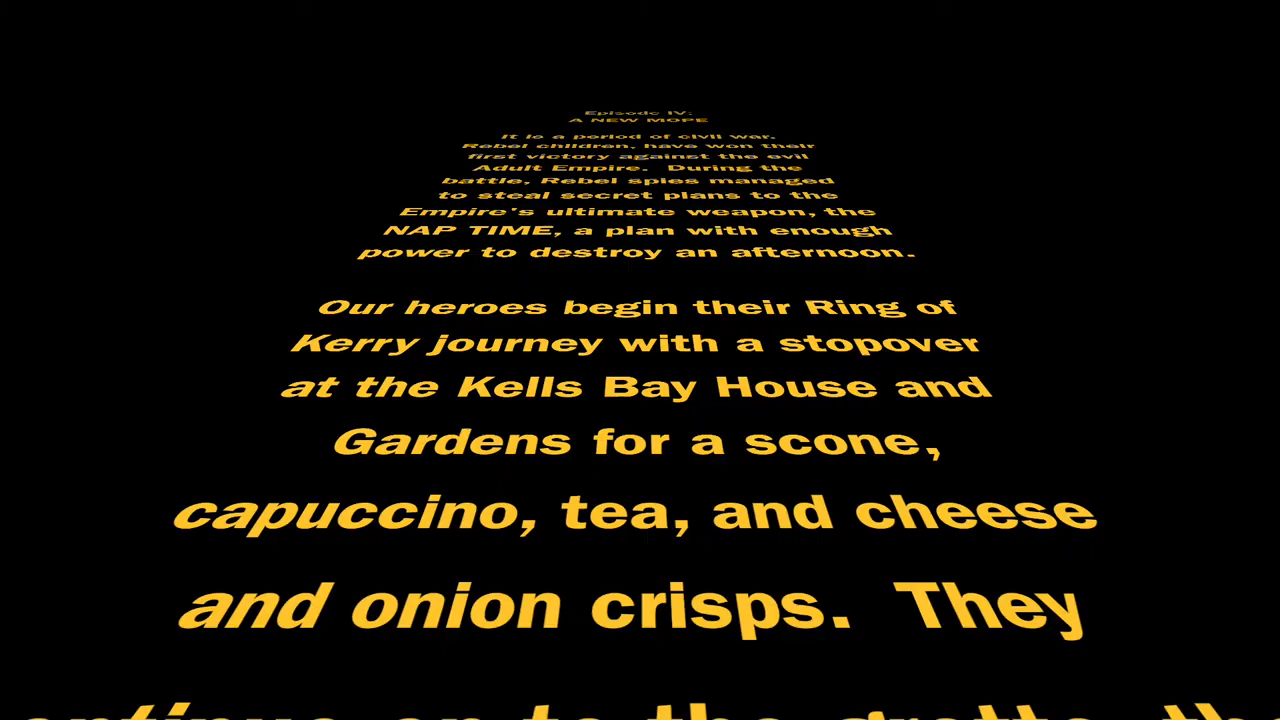 Episode IV:
A NEW MOPE
It is a period of civil war.
Rebel children, have won their
first victory against the evil
Adult Empire. During the
battle, Rebel spies managed
to steal secret plans to the
Empire's ultimate weapon, the
NAP TIME, a plan with enough
power to destroy an afternoon.
Our heroes begin their Ring of
Kerry journey with a stopover
at the Kells Bay House and
Gardens for a scone,
capuccino, tea, and cheese
and onion crisps. They
on to the